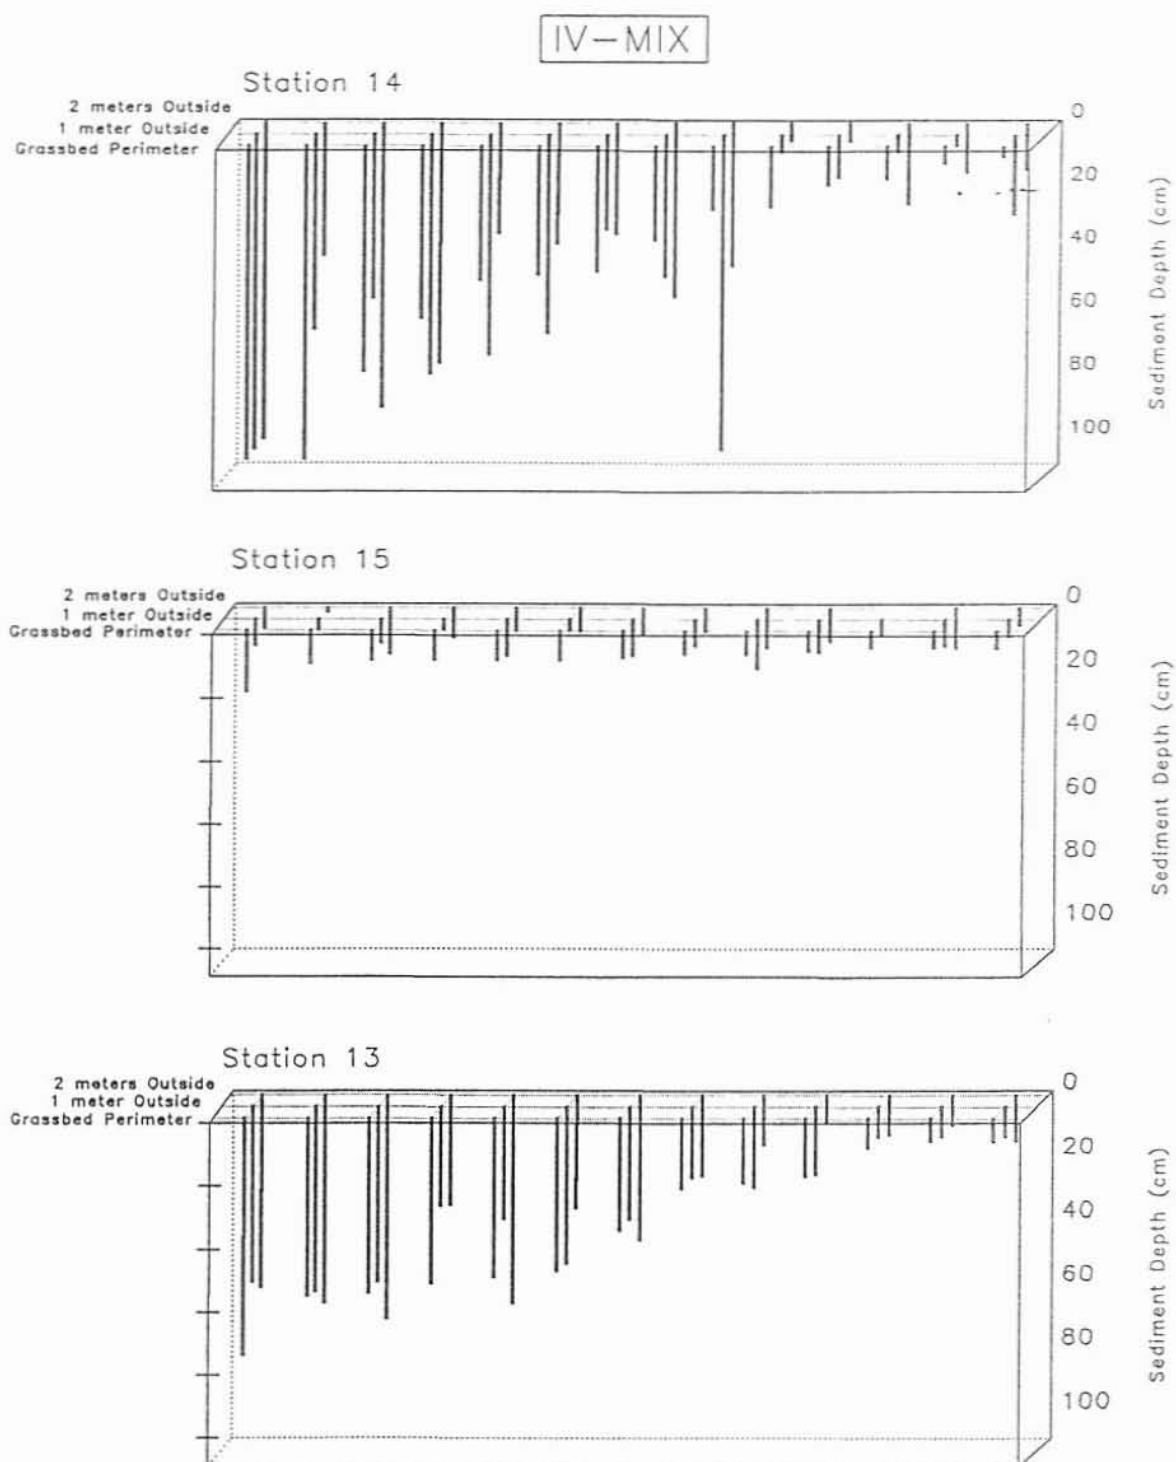 IV-MIX
Station 14
2 meters Outside
1 meter Outside
Grassbed Perimeter
0
20
40
60
80
100
Sediment Depth (cm)
Station 15
2 meters Outside
1 meter Outside
Grassbed Perimeter
0
20
40
60
80
100
Sediment Depth (cm)
Station 13
2 meters Outside
1 meter Outside
Grassbed Perimeter
0
20
40
60
80
100
Sediment Depth (cm)